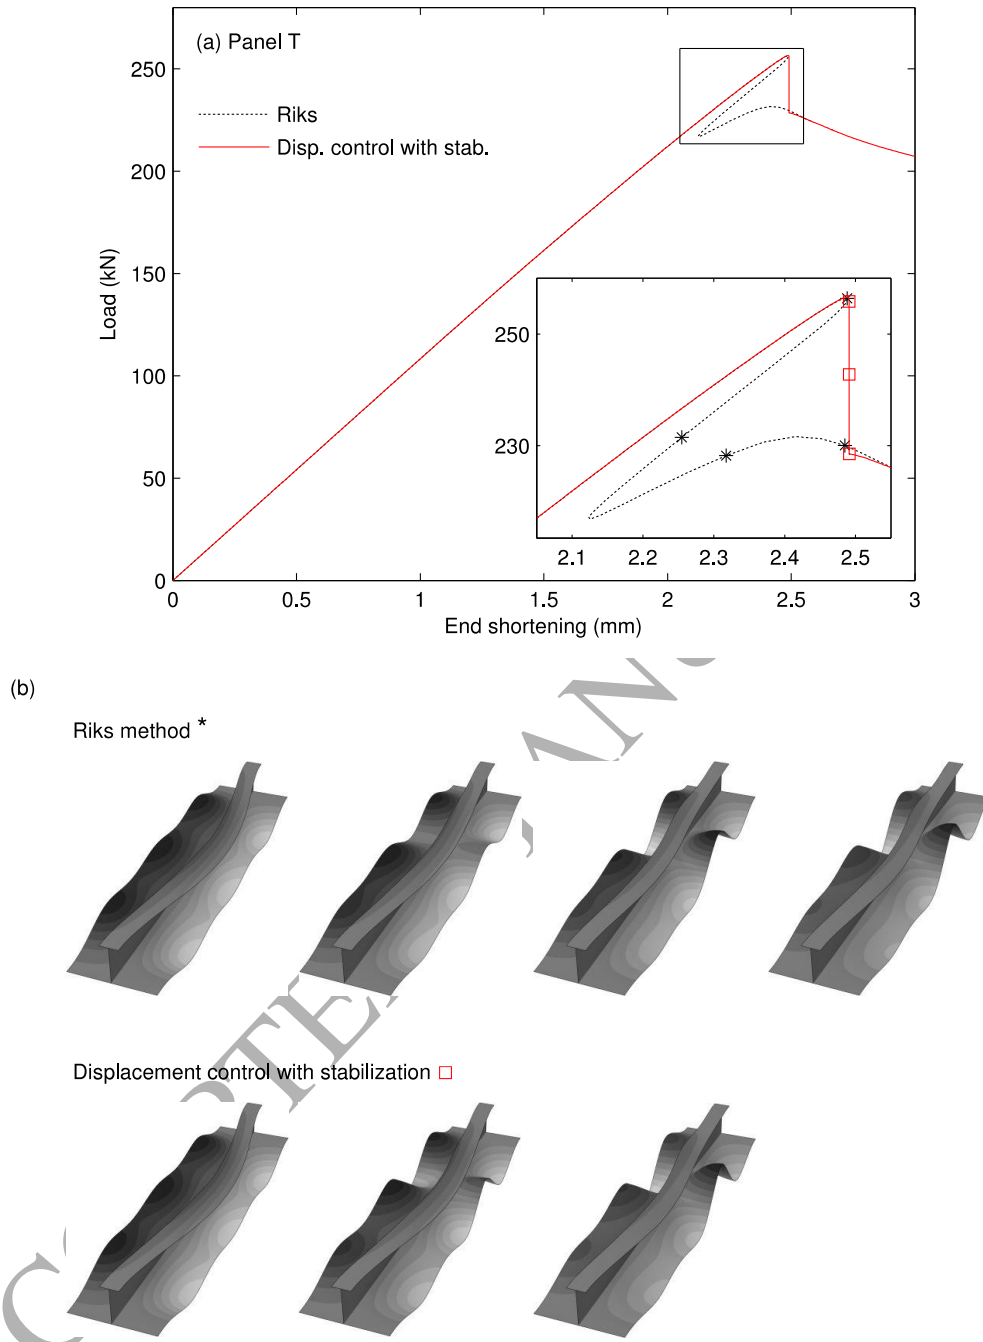 (a) Panel T
Riks
Disp. control with stab.
Load (kN)
250
200
150
100
50
0
0 0.5 1 1.5 2 2.5 3
End shortening (mm)
250
230
2.1 2.2 2.3 2.4 2.5
(b)
Riks method *
Displacement control with stabilization □